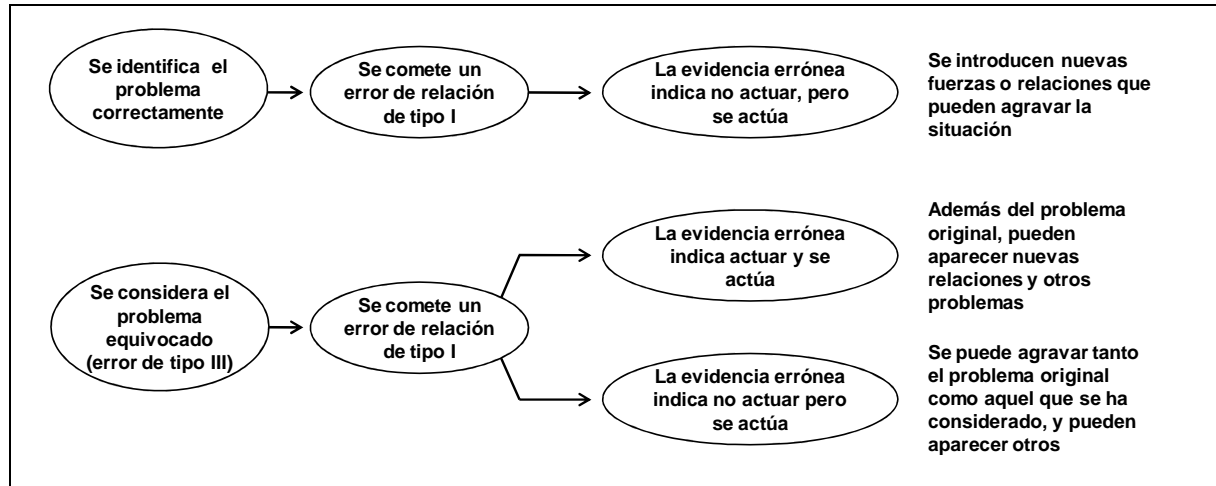 Se identifica el
problema
correctamente
Se comete un
error de relación
de tipo I
La evidencia errónea
indica no actuar, pero
se actúa
Se introducen nuevas
fuerzas o relaciones que
pueden agravar la
situación
Se considera el
problema
equivocado
(error de tipo III)
Se comete un
error de relación
de tipo I
La evidencia errónea
indica actuar y se
actúa
Además del problema
original, pueden
aparecer nuevas
relaciones y otros
problemas
La evidencia errónea
indica no actuar pero
se actúa
Se puede agravar tanto
el problema original
como aquel que se ha
considerado, y pueden
aparecer otros